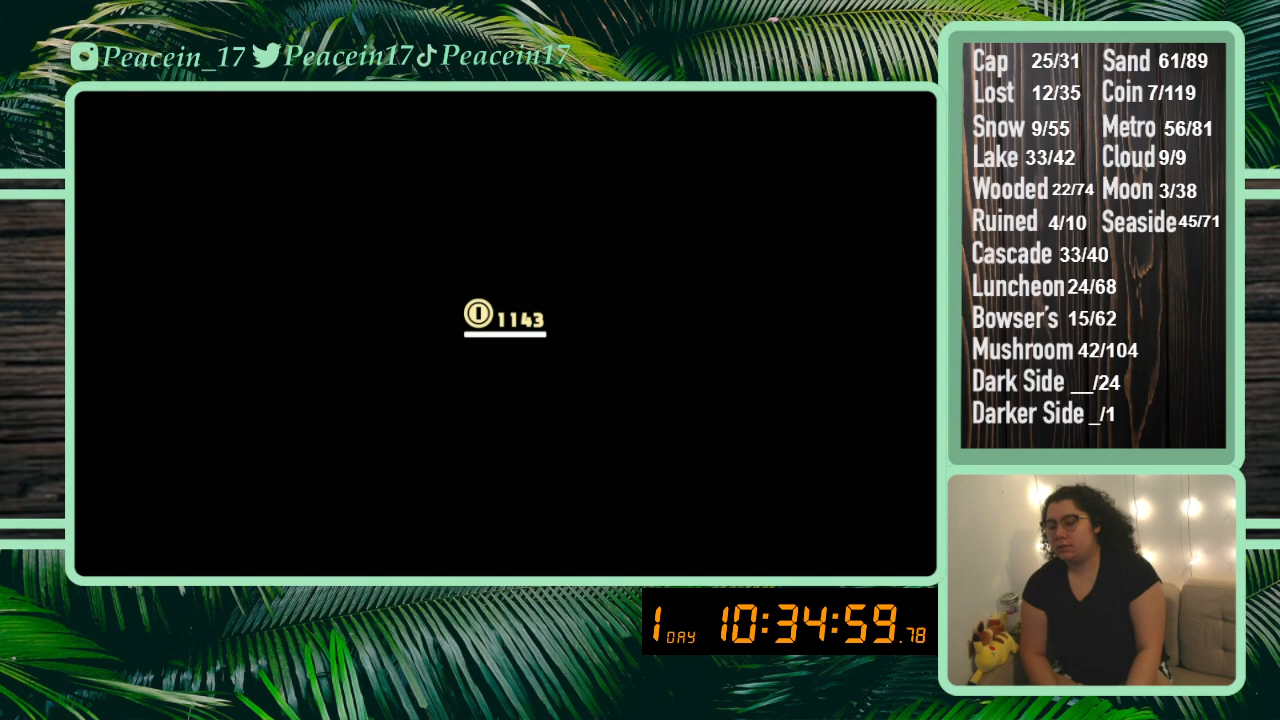 Peacein_17 Peacein17 Peacein17
Cap 25/31 Sand 61/89
Lost 12/35 Coin 7/119
Snow 9/55 Metro 56/81
Lake 33/42 Cloud 9/9
Wooded 22/74 Moon 3/38
Ruined 4/10 Seaside 45/71
Cascade 33/40
Luncheon 24/68
Bowser's 15/62
Mushroom 42/104
Dark Side __/24
Darker Side _/1
1143
1 DAY 10:34:59.78